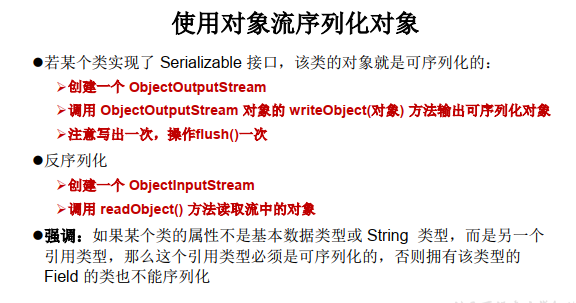 使用对象流序列化对象
●若某个类实现了 Serializable 接口，该类的对象就是可序列化的：
➢创建一个 ObjectOutputStream
➢调用 ObjectOutputStream 对象的 writeObject(对象) 方法输出可序列化对象
➢注意写出一次，操作flush()一次
●反序列化
➢创建一个 ObjectInputStream
➢调用 readObject() 方法读取流中的对象
●强调：如果某个类的属性不是基本数据类型或 String 类型，而是另一个
引用类型，那么这个引用类型必须是可序列化的，否则拥有该类型的
Field 的类也不能序列化